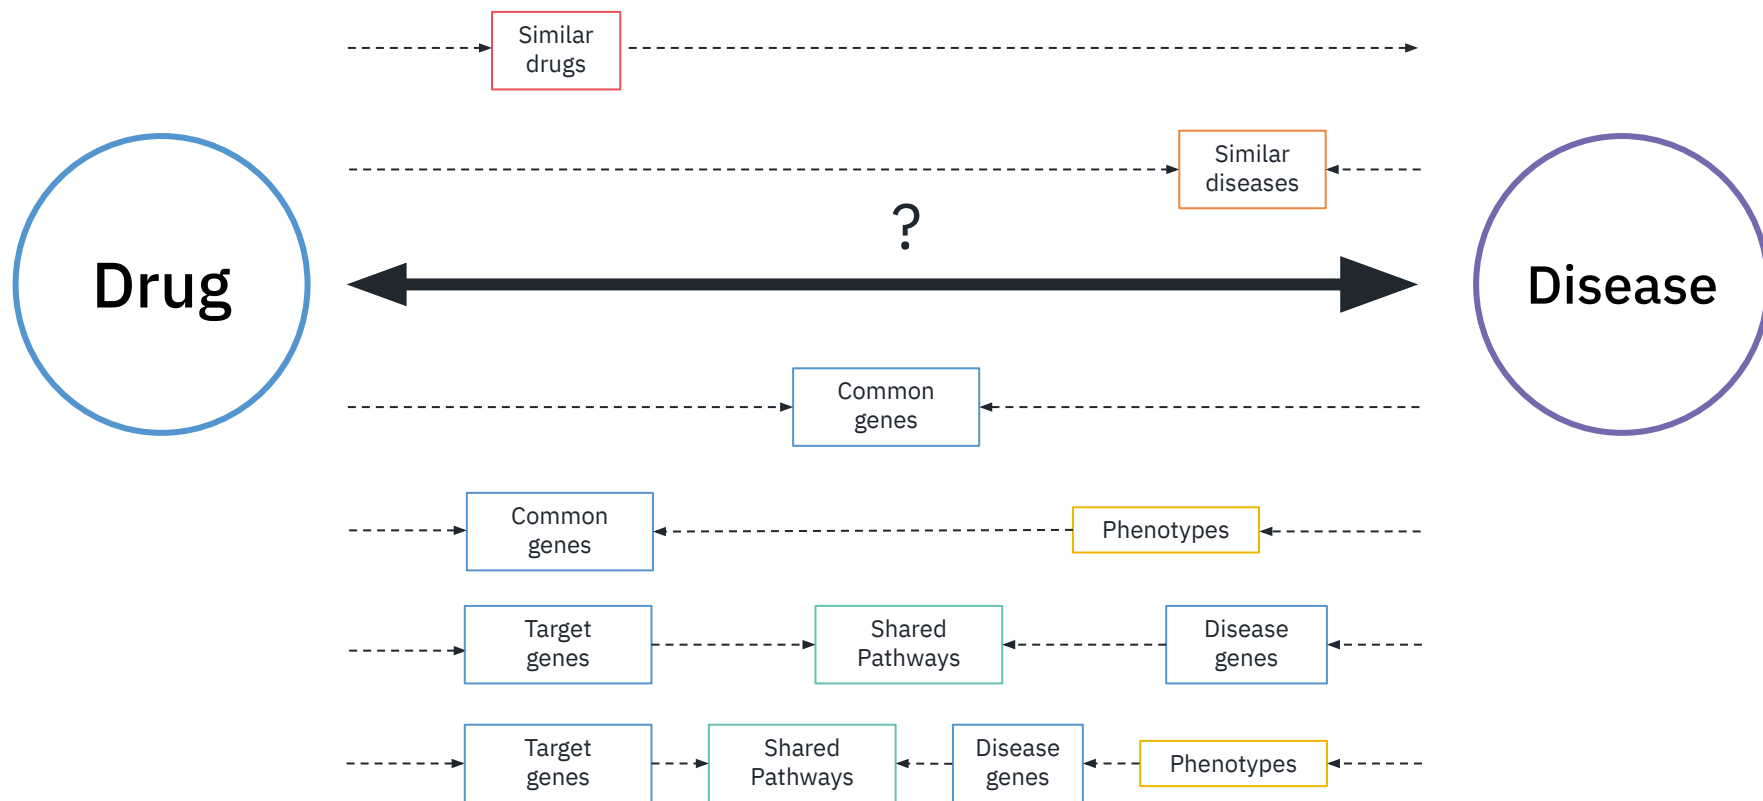 Similar
drugs
Similar
diseases
?
Drug
Disease
Common
genes
Common
genes
Phenotypes
Target
genes
Shared
Pathways
Disease
genes
Target
genes
Shared
Pathways
Disease
genes
Phenotypes